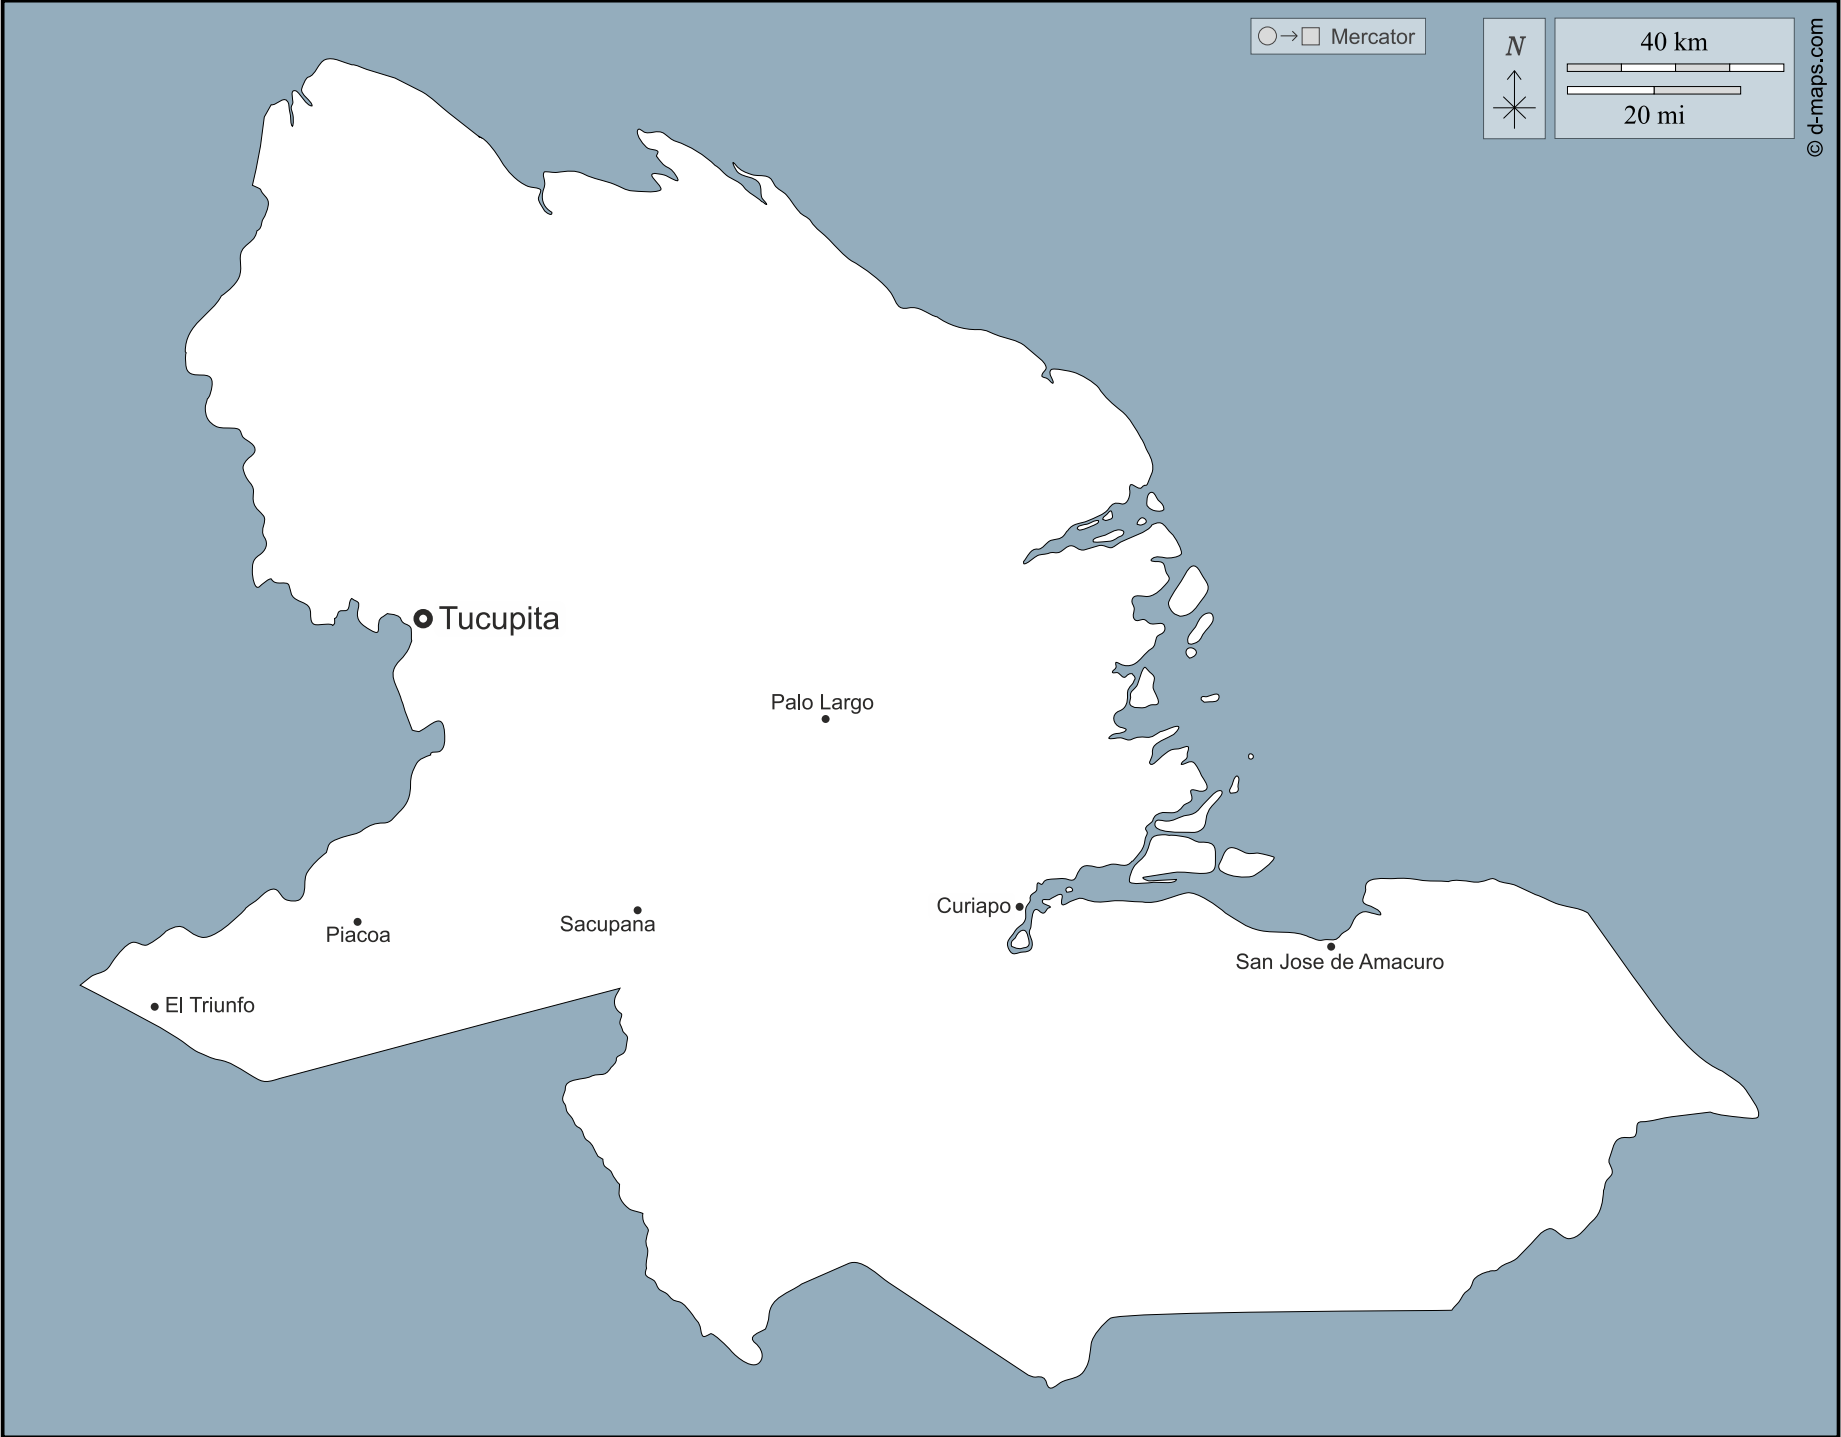 Mercator
N
40 km
20 mi
© d-maps.com
Tucupita
Palo Largo
Curiapo
Sacupana
Piacoa
San Jose de Amacuro
El Triunfo